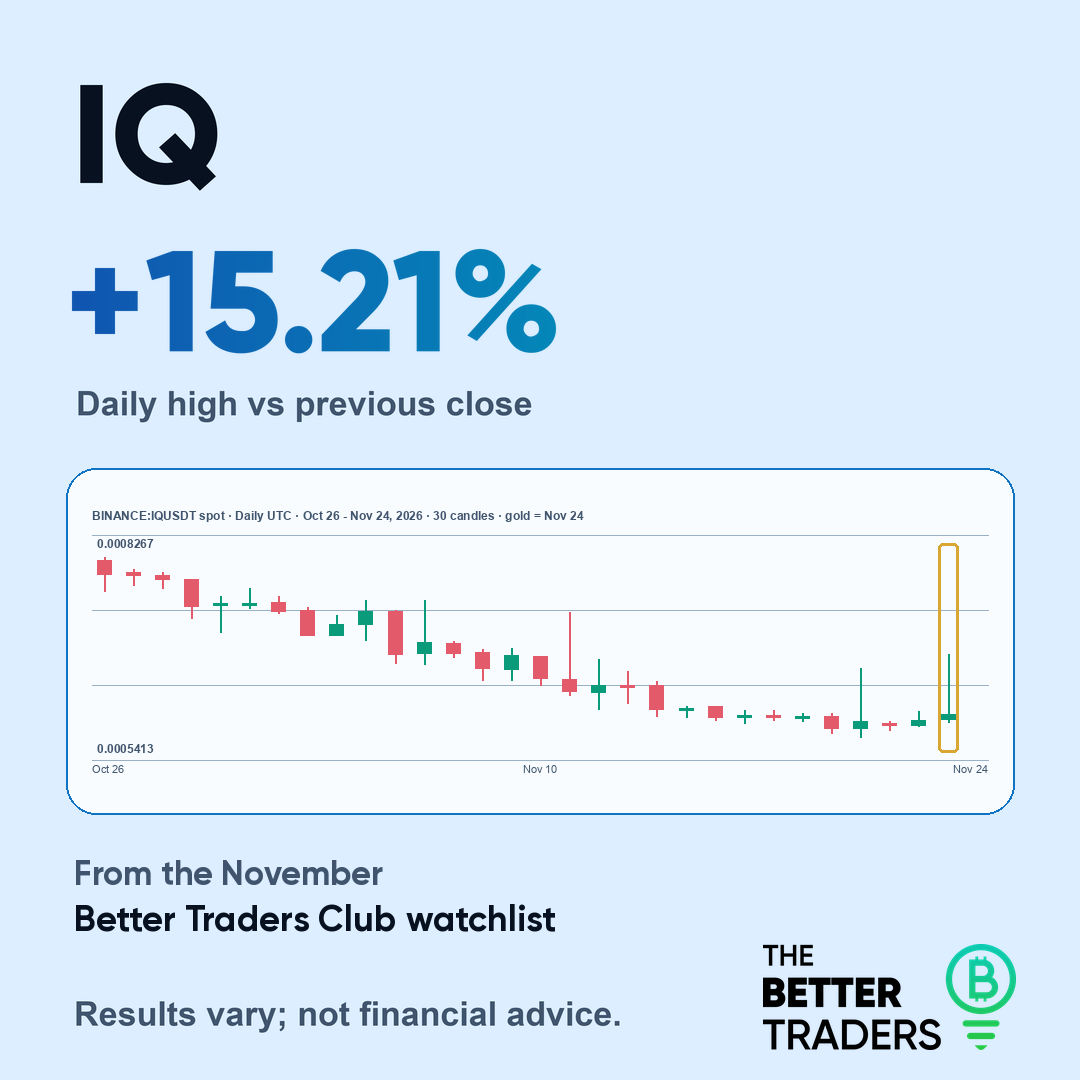 IQ
+15.21%
Daily high vs previous close
BINANCE:IQUSDT spot · Daily UTC · Oct 26 - Nov 24, 2026 · 30 candles · gold = Nov 24
0.0008267
0.0005413
Oct 26
Nov 10
Nov 24
From the November
Better Traders Club watchlist
Results vary; not financial advice.
THE
BETTER
TRADERS